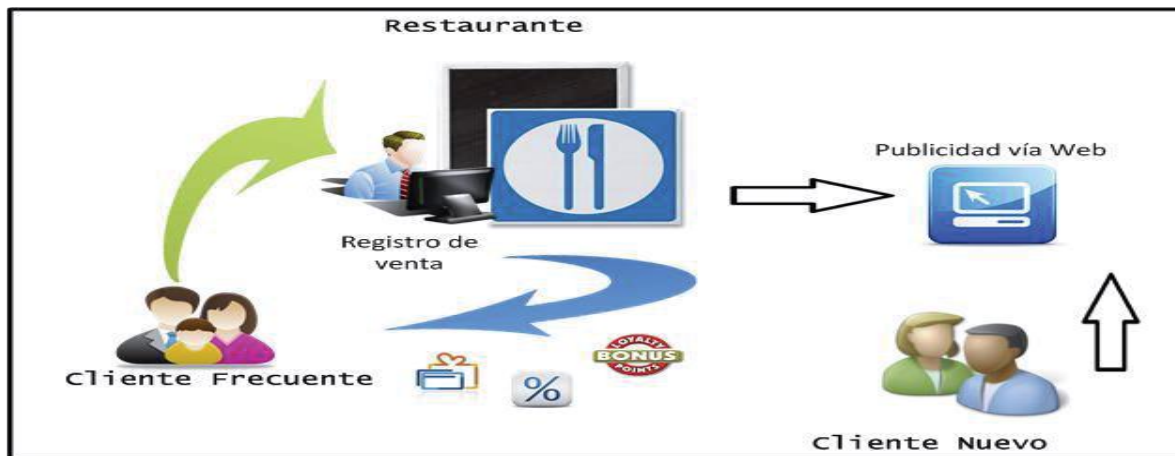 Restaurante
Publicidad vía Web
Registro de
venta
LOYALTY
BONUS
POINTS
%
Cliente Frecuente
Cliente Nuevo